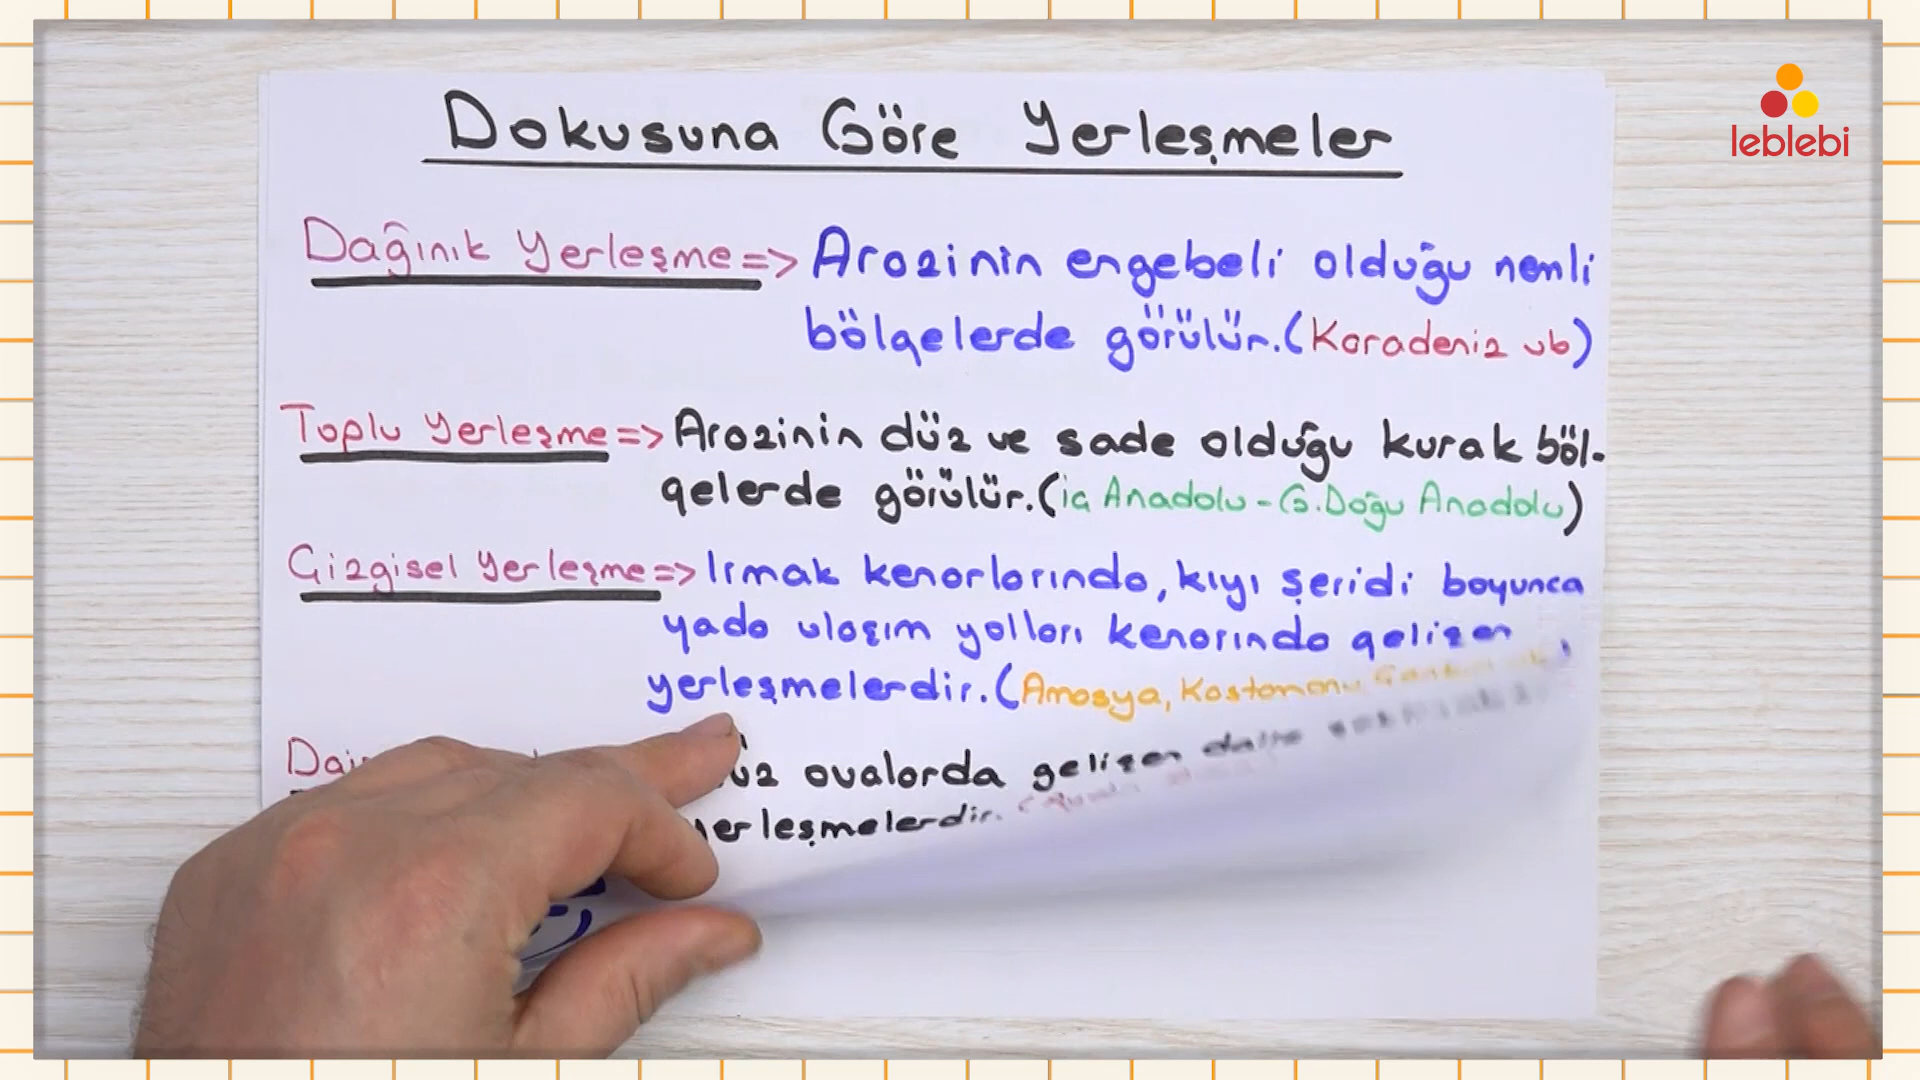 leblebi
Dokusuna Göre Yerleşmeler
Dağınık Yerleşme => Arazinin engebeli olduğu nemli
bölgelerde görülür. (Karadeniz vb)
Toplu Yerleşme => Arazinin düz ve sade olduğu kurak böl-
gelerde görülür. (iç Anadolu - G. Doğu Anadolu)
Çizgisel Yerleşme => Irmak kenarlarında, kıyı şeridi boyunca
yada ulaşım yolları kenarında gelişen
yerleşmelerdir. (Amasya, Kastamonu
ovalarda gelişen
yerleşmelerdir.